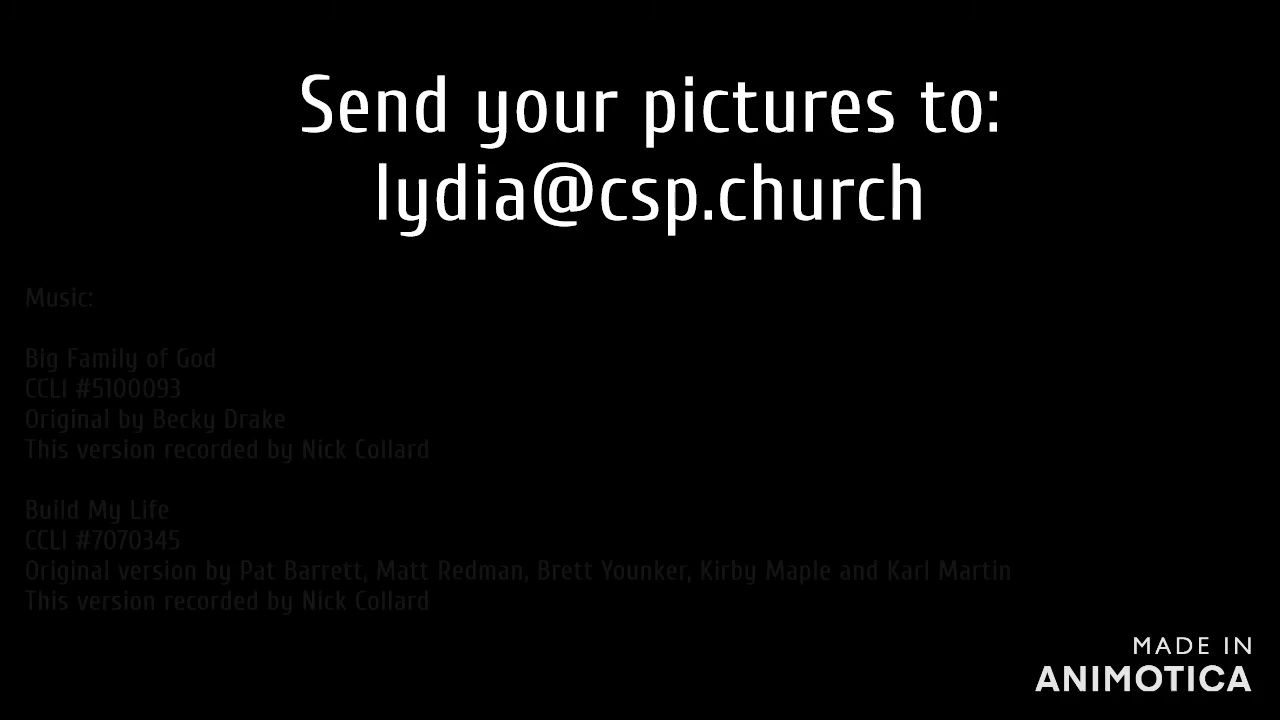 Send your pictures to:
lydia@csp.church
Music:
Big Family of God
CCLI #5100093
Original by Becky Drake
This version recorded by Nick Collard
Build My Life
CCLI #7070345
Original version by Pat Barrett, Matt Redman, Brett Younker, Kirby Maple and Karl Martin
This version recorded by Nick Collard
MADE IN
ANIMOTICA